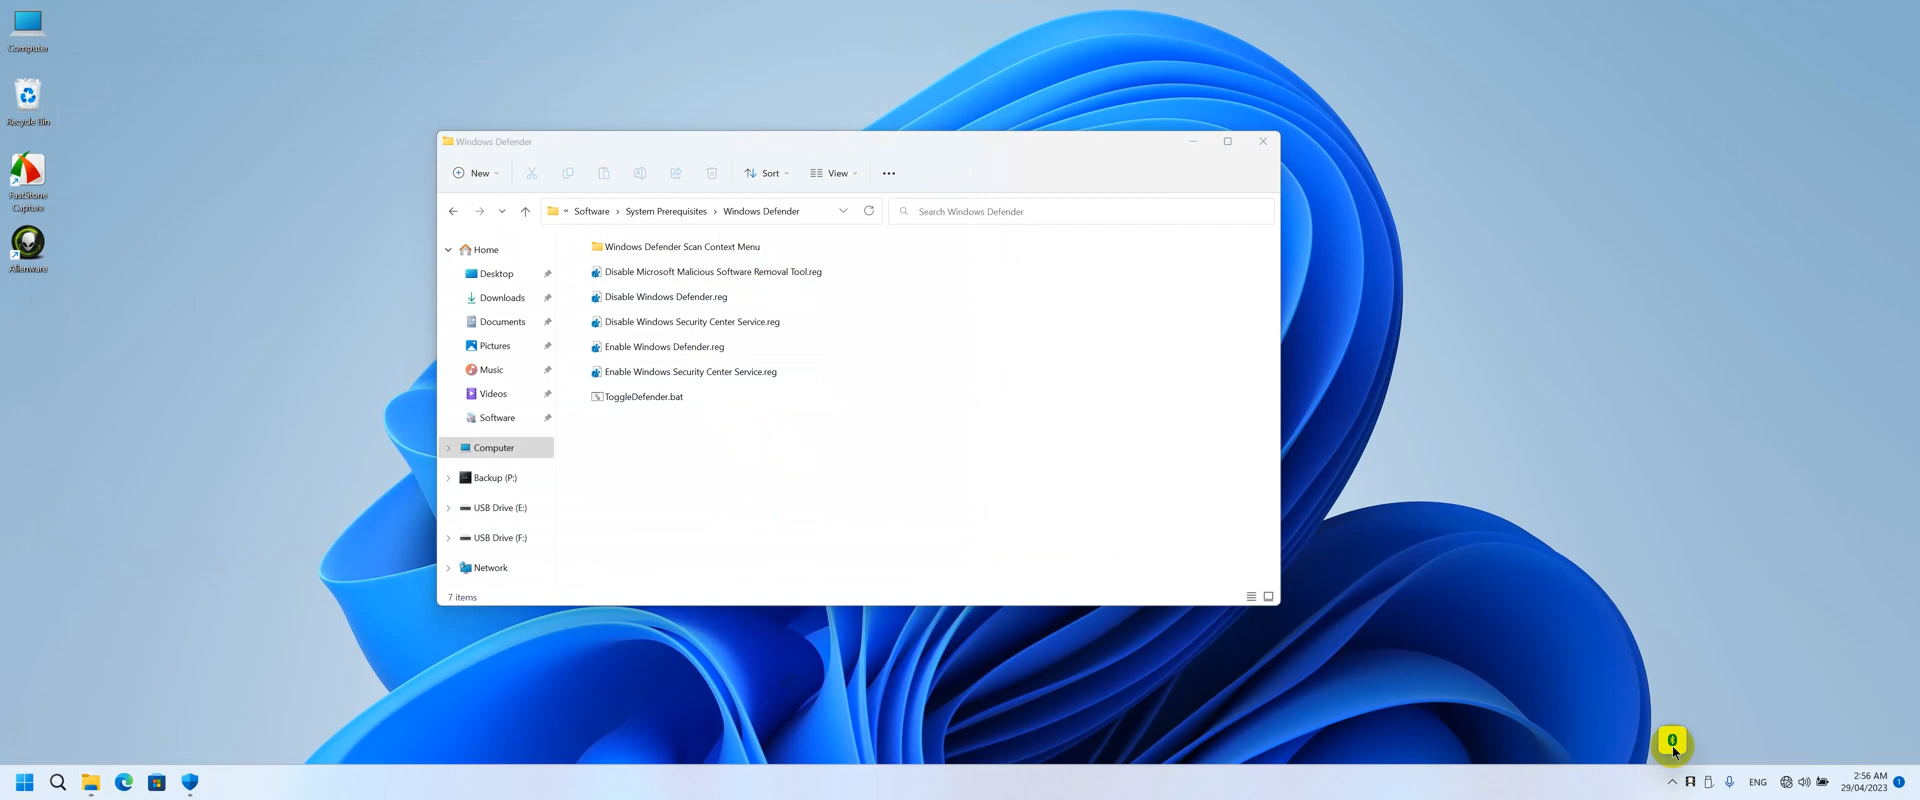 Computer
Recycle Bin
FastStone
Capture
Alienware
Windows Defender
New
Sort
View
« Software › System Prerequisites › Windows Defender
Search Windows Defender
Home
Desktop
Downloads
Documents
Pictures
Music
Videos
Software
Computer
Backup (P:)
USB Drive (E:)
USB Drive (F:)
Network
Windows Defender Scan Context Menu
Disable Microsoft Malicious Software Removal Tool.reg
Disable Windows Defender.reg
Disable Windows Security Center Service.reg
Enable Windows Defender.reg
Enable Windows Security Center Service.reg
ToggleDefender.bat
7 items
ENG
2:56 AM
29/04/2023
1